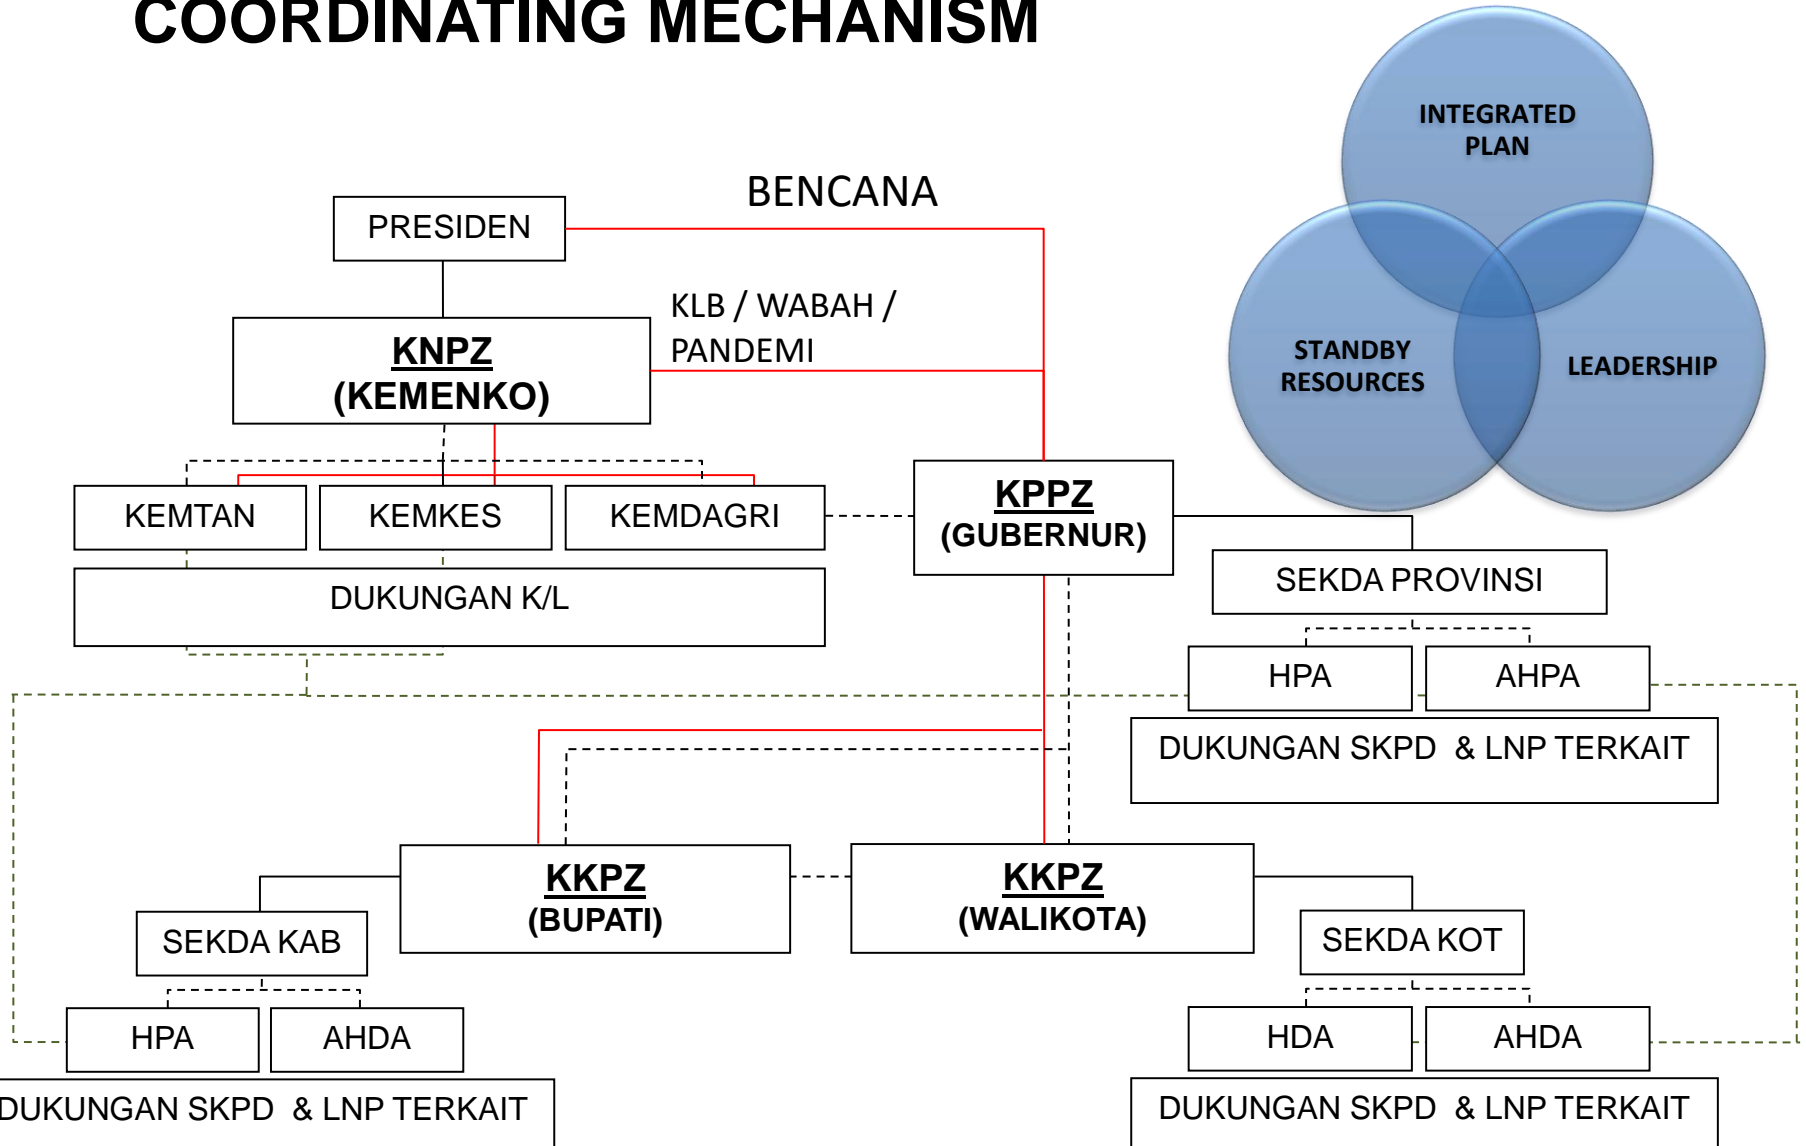 COORDINATING MECHANISM
INTEGRATED
PLAN
STANDBY
RESOURCES
LEADERSHIP
BENCANA
PRESIDEN
KLB / WABAH /
PANDEMI
KNPZ
(KEMENKO)
KEMTAN
KEMKES
KEMDAGRI
KPPZ
(GUBERNUR)
DUKUNGAN K/L
SEKDA PROVINSI
HPA
AHPA
DUKUNGAN SKPD & LNP TERKAIT
KKPZ
(BUPATI)
KKPZ
(WALIKOTA)
SEKDA KAB
SEKDA KOT
HPA
AHDA
HDA
AHDA
DUKUNGAN SKPD & LNP TERKAIT
DUKUNGAN SKPD & LNP TERKAIT